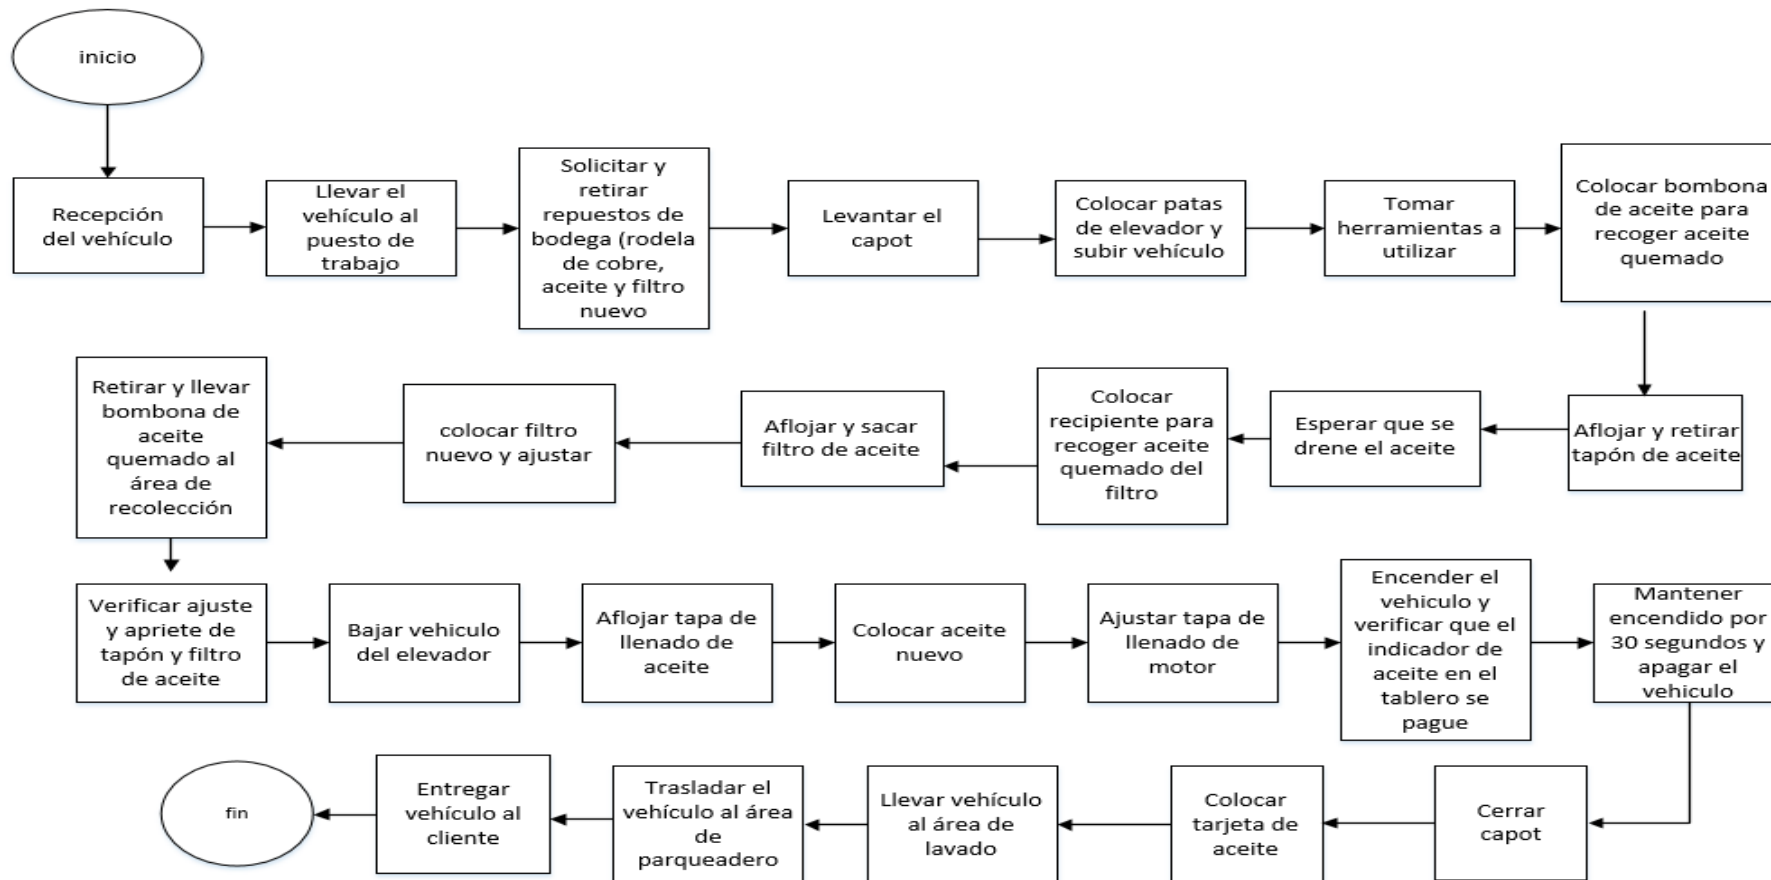 inicio
Recepción
del vehículo
Llevar el
vehículo al
puesto de
trabajo
Solicitar y
retirar
repuestos de
bodega (rodela
de cobre,
aceite y filtro
nuevo
Levantar el
capot
Colocar patas
de elevador y
subir vehículo
Tomar
herramientas a
utilizar
Colocar bombona
de aceite para
recoger aceite
quemado
Aflojar y retirar
tapón de aceite
Esperar que se
drene el aceite
Colocar
recipiente para
recoger aceite
quemado del
filtro
Aflojar y sacar
filtro de aceite
colocar filtro
nuevo y ajustar
Retirar y llevar
bombona de
aceite
quemado al
área de
recolección
Verificar ajuste
y apriete de
tapón y filtro
de aceite
Bajar vehiculo
del elevador
Aflojar tapa de
llenado de
aceite
Colocar aceite
nuevo
Ajustar tapa de
llenado de
motor
Encender el
vehiculo y
verificar que el
indicador de
aceite en el
tablero se
pague
Mantener
encendido por
30 segundos y
apagar el
vehiculo
Cerrar
capot
Colocar
tarjeta de
aceite
Llevar vehículo
al área de
lavado
Trasladar el
vehículo al área
de
parqueadero
Entregar
vehículo al
cliente
fin